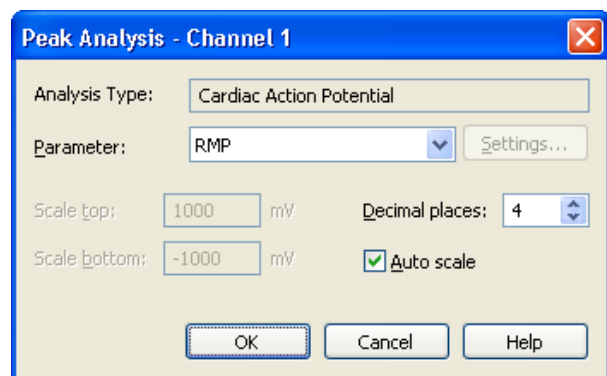 Peak Analysis - Channel 1
Analysis Type: Cardiac Action Potential
Parameter: RMP Settings...
Scale top: 1000 mV Decimal places: 4
Scale bottom: -1000 mV Auto scale
OK Cancel Help